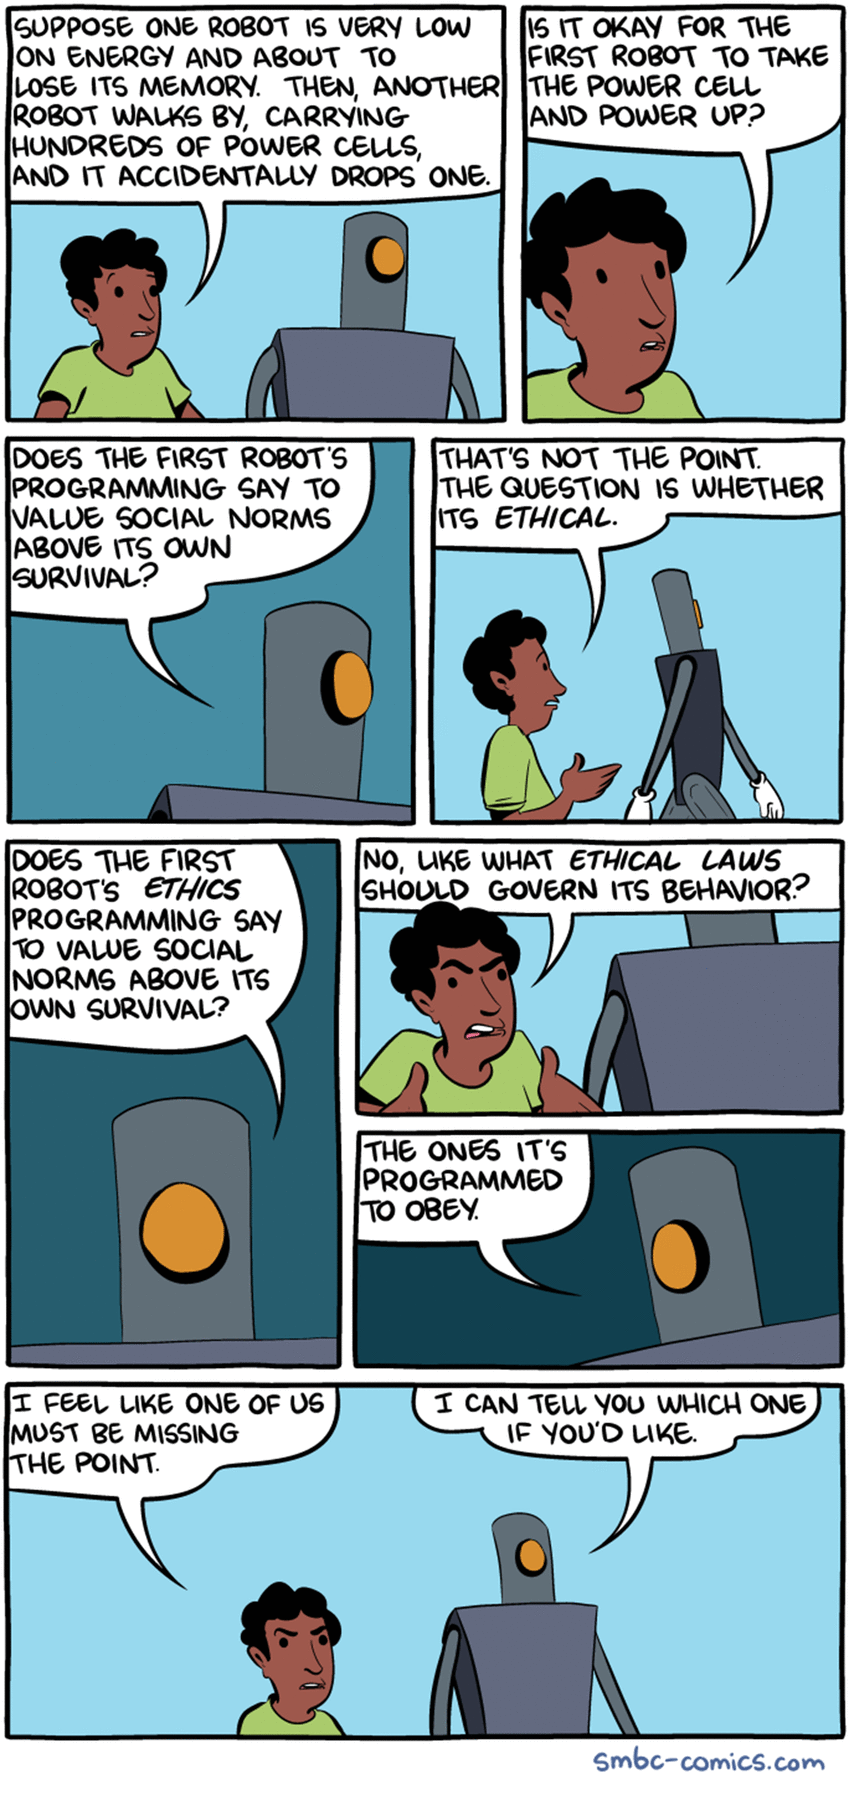 SUPPOSE ONE ROBOT IS VERY LOW
ON ENERGY AND ABOUT TO
LOSE ITS MEMORY. THEN, ANOTHER
ROBOT WALKS BY, CARRYING
HUNDREDS OF POWER CELLS,
AND IT ACCIDENTALLY DROPS ONE.
IS IT OKAY FOR THE
FIRST ROBOT TO TAKE
THE POWER CELL
AND POWER UP?
DOES THE FIRST ROBOT'S
PROGRAMMING SAY TO
VALUE SOCIAL NORMS
ABOVE ITS OWN
SURVIVAL?
THAT'S NOT THE POINT.
THE QUESTION IS WHETHER
ITS ETHICAL.
DOES THE FIRST
ROBOT'S ETHICS
PROGRAMMING SAY
TO VALUE SOCIAL
NORMS ABOVE ITS
OWN SURVIVAL?
NO, LIKE WHAT ETHICAL LAWS
SHOULD GOVERN ITS BEHAVIOR?
THE ONES IT'S
PROGRAMMED
TO OBEY.
I FEEL LIKE ONE OF US
MUST BE MISSING
THE POINT.
I CAN TELL YOU WHICH ONE
IF YOU'D LIKE.
smbc-comics.com